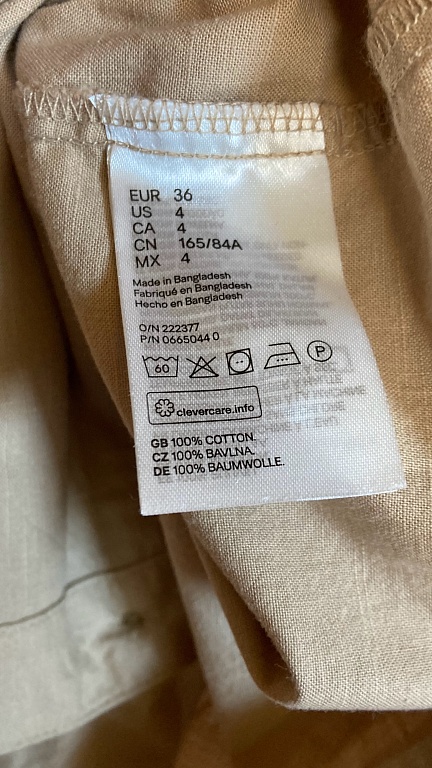 EUR 36
US 4
CA 4
CN 165/84A
MX 4
Made in Bangladesh
Fabriqué en Bangladesh
Hecho en Bangladesh
O/N 222377
P/N 0665044 0
60 P
clevercare.info
GB 100% COTTON.
CZ 100% BAVLNA.
DE 100% BAUMWOLLE.